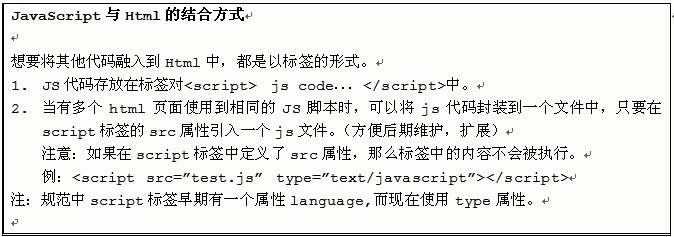 JavaScript 与 Html 的结合方式
想要将其他代码融入到 Html 中，都是以标签的形式。
1. JS 代码存放在标签对<script> js code... </script>中。
2. 当有多个 html 页面使用到相同的 JS 脚本时，可以将 js 代码封装到一个文件中，只要在
script 标签的 src 属性引入一个 js 文件。（方便后期维护，扩展）
注意：如果在 script 标签中定义了 src 属性，那么标签中的内容不会被执行。
例：<script src=”test.js” type=”text/javascript”></script>
注：规范中 script 标签早期有一个属性 language,而现在使用 type 属性。